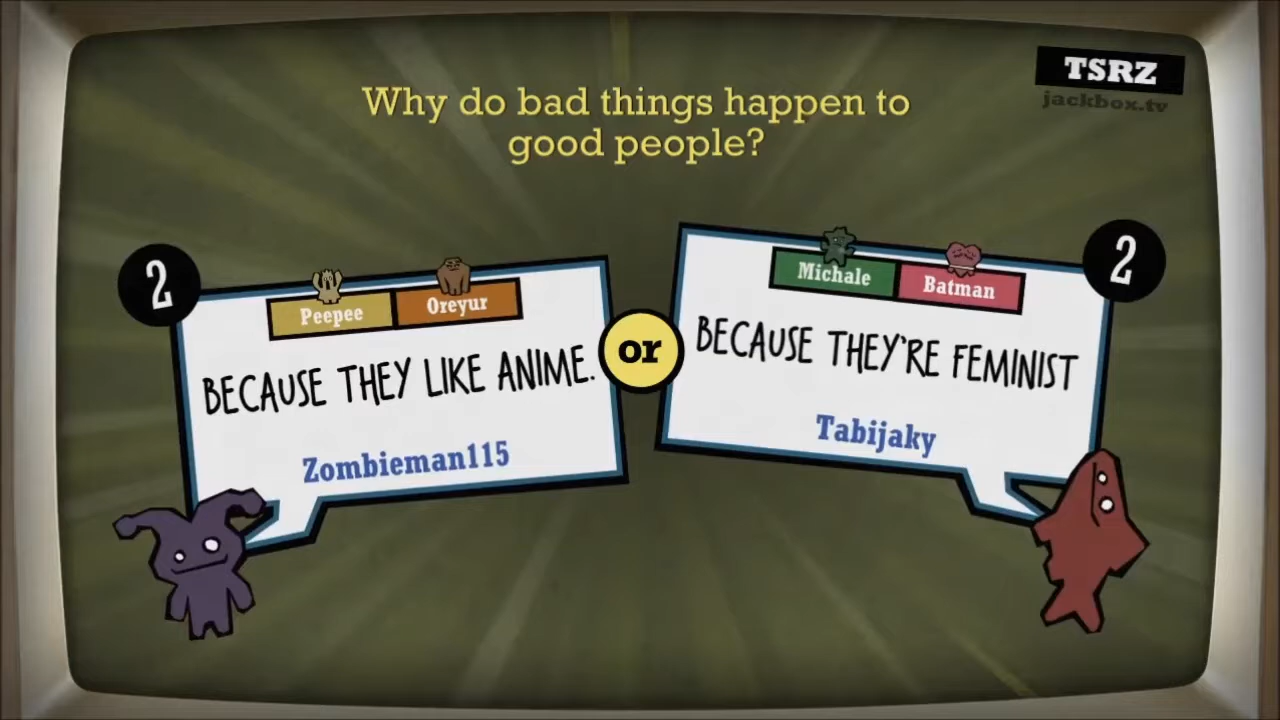 TSRZ
jackbox.tv
Why do bad things happen to
good people?
2
Peepee
Oreyur
BECAUSE THEY LIKE ANIME.
Zombieman115
or
2
Michale
Batman
BECAUSE THEY'RE FEMINIST
Tabijaky